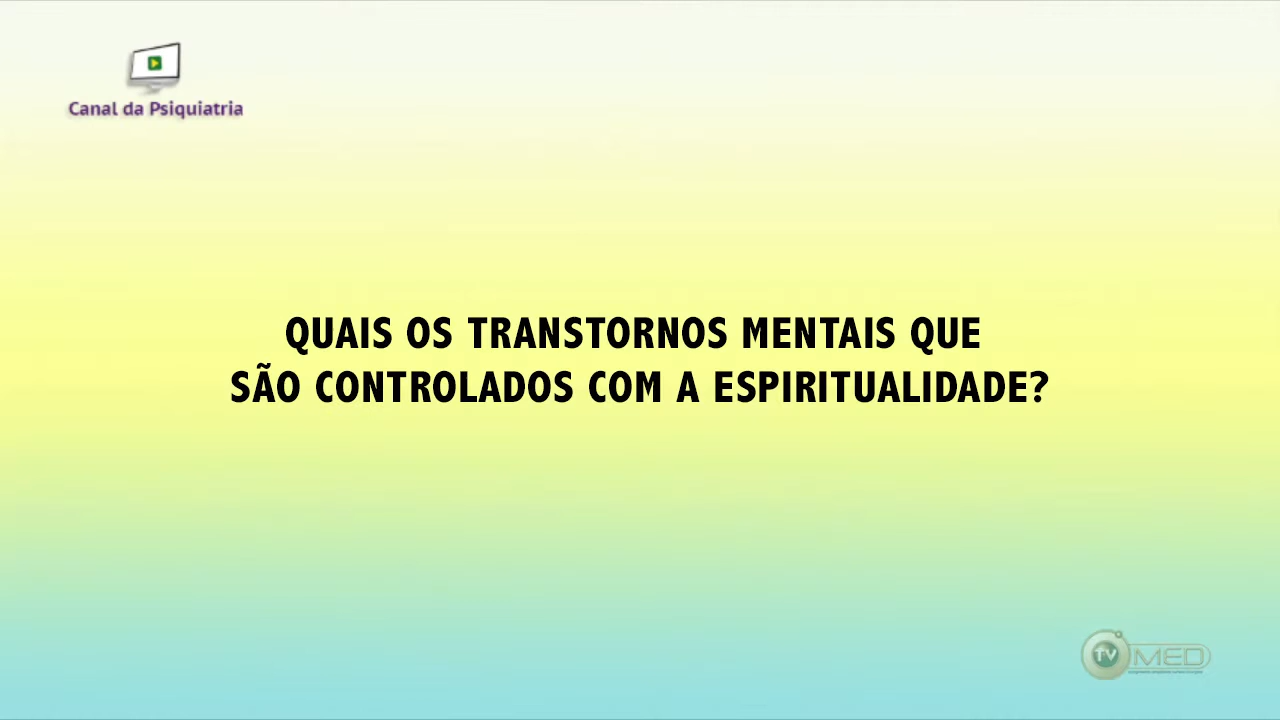 Canal da Psiquiatria
QUAIS OS TRANSTORNOS MENTAIS QUE
SÃO CONTROLADOS COM A ESPIRITUALIDADE?
TV MED